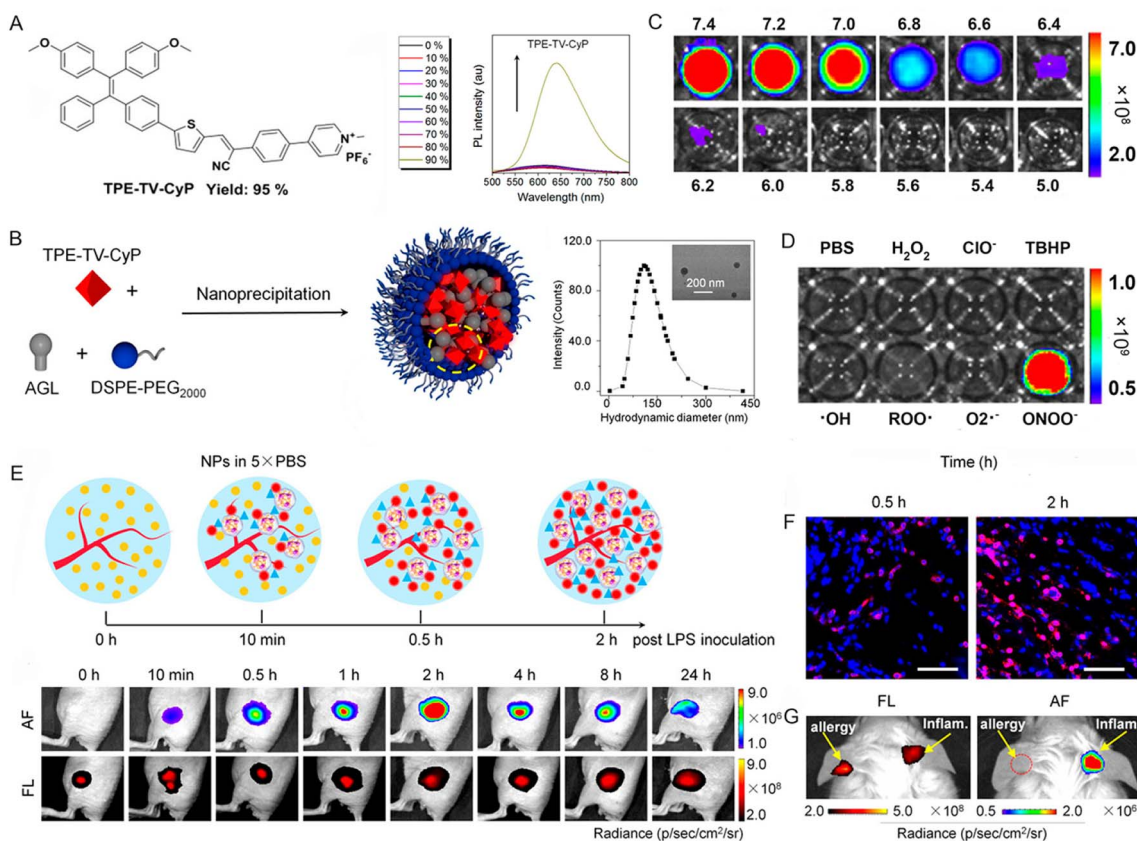 A
TPE-TV-CyP Yield: 95 %
O
O
S
CN
N+
PF6-
0 %
10 %
20 %
30 %
40 %
50 %
60 %
70 %
80 %
90 %
TPE-TV-CyP
PL intensity (au)
500 550 600 640 700 750 800
Wavelength (nm)
C
7.4 7.2 7.0 6.8 6.6 6.4
6.2 6.0 5.8 5.6 5.4 5.0
7.0
×10⁸
2.0
B
TPE-TV-CyP
+
Nanoprecipitation
AGL + DSPE-PEG2000
120.0
80.0
40.0
0.0
Intensity (Counts)
200 nm
0 150 300 450
Hydrodynamic diameter (nm)
D
PBS H2O2 ClO- TBHP
·OH ROO· O2·- ONOO-
1.0
×10⁹
0.5
E
NPs in 5×PBS
0 h 10 min 0.5 h 2 h post LPS inoculation
0 h 10 min 0.5 h 1 h 2 h 4 h 8 h 24 h
AF
9.0
×10⁶
1.0
FL
9.0
×10⁸
2.0
Radiance (p/sec/cm²/sr)
Time (h)
F
0.5 h 2 h
G
FL AF
allergy Inflam. allergy Inflam.
2.0 5.0 ×10⁸ 0.5 2.0 ×10⁶
Radiance (p/sec/cm²/sr)